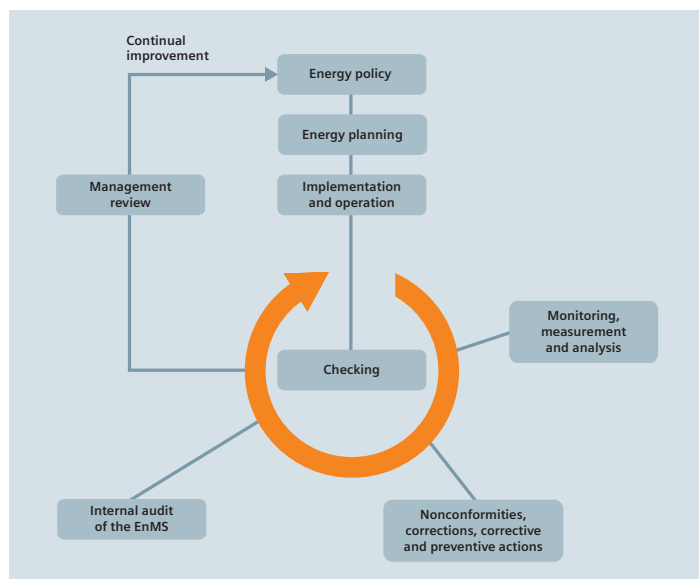 Continual
improvement
Energy policy
Energy planning
Management
review
Implementation
and operation
Monitoring,
measurement
and analysis
Checking
Internal audit
of the EnMS
Nonconformities,
corrections, corrective
and preventive actions